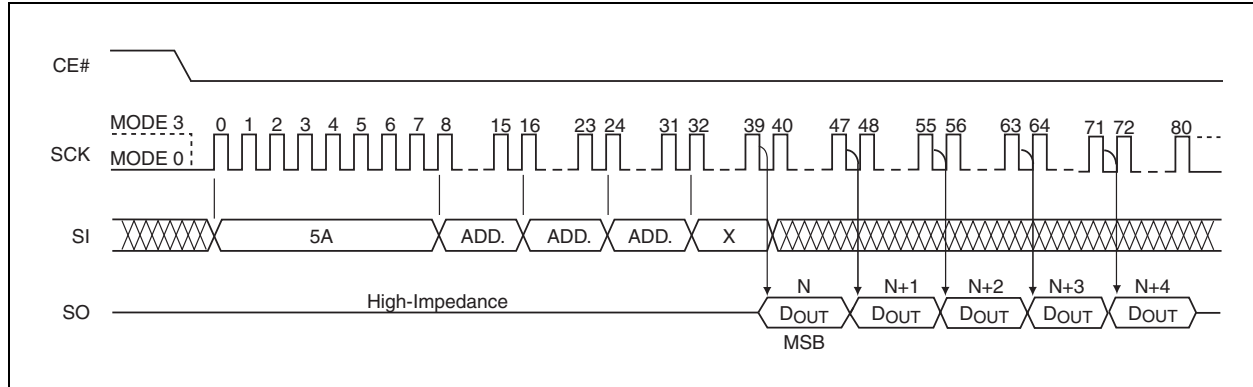 CE#
MODE 3 0 1 2 3 4 5 6 7 8 15 16 23 24 31 32 39 40 47 48 55 56 63 64 71 72 80
SCK
MODE 0
SI 5A ADD. ADD. ADD. X
N N+1 N+2 N+3 N+4
SO High-Impedance DOUT DOUT DOUT DOUT DOUT
MSB